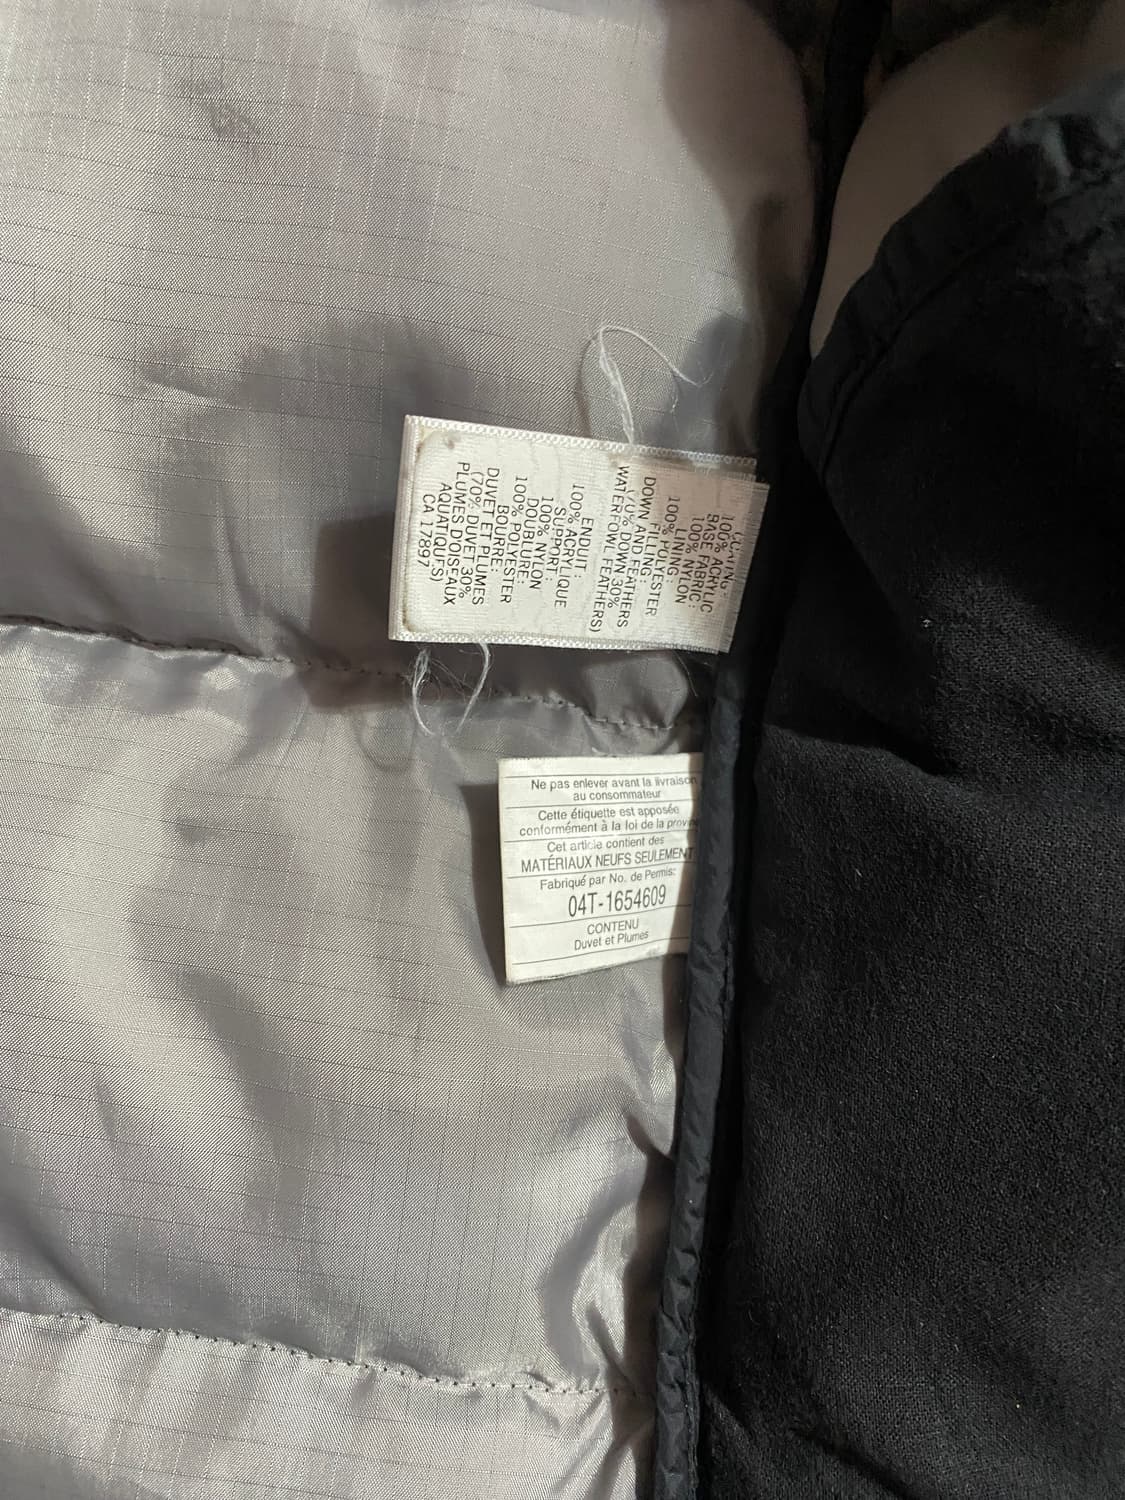 COATING:
100% ACRYLIC
BASE FABRIC:
100% NYLON
LINING:
100% POLYESTER
FILLING:
DOWN AND FEATHERS
(70% DOWN 30%
WATERFOWL FEATHERS)
ENDUIT:
100% ACRYLIQUE
SUPPORT:
100% NYLON
DOUBLURE:
100% POLYESTER
BOURRE:
DUVET ET PLUMES
(70% DUVET 30%
PLUMES D'OISEAUX
AQUATIQUES)
CA 17897
Ne pas enlever avant la livraison
au consommateur
Cette étiquette est apposée
conformément à la loi de la
Cet article contient des
MATÉRIAUX NEUFS SEULEMENT
Fabriqué par No. de Permis:
04T-1654609
CONTENU
Duvet et Plumes